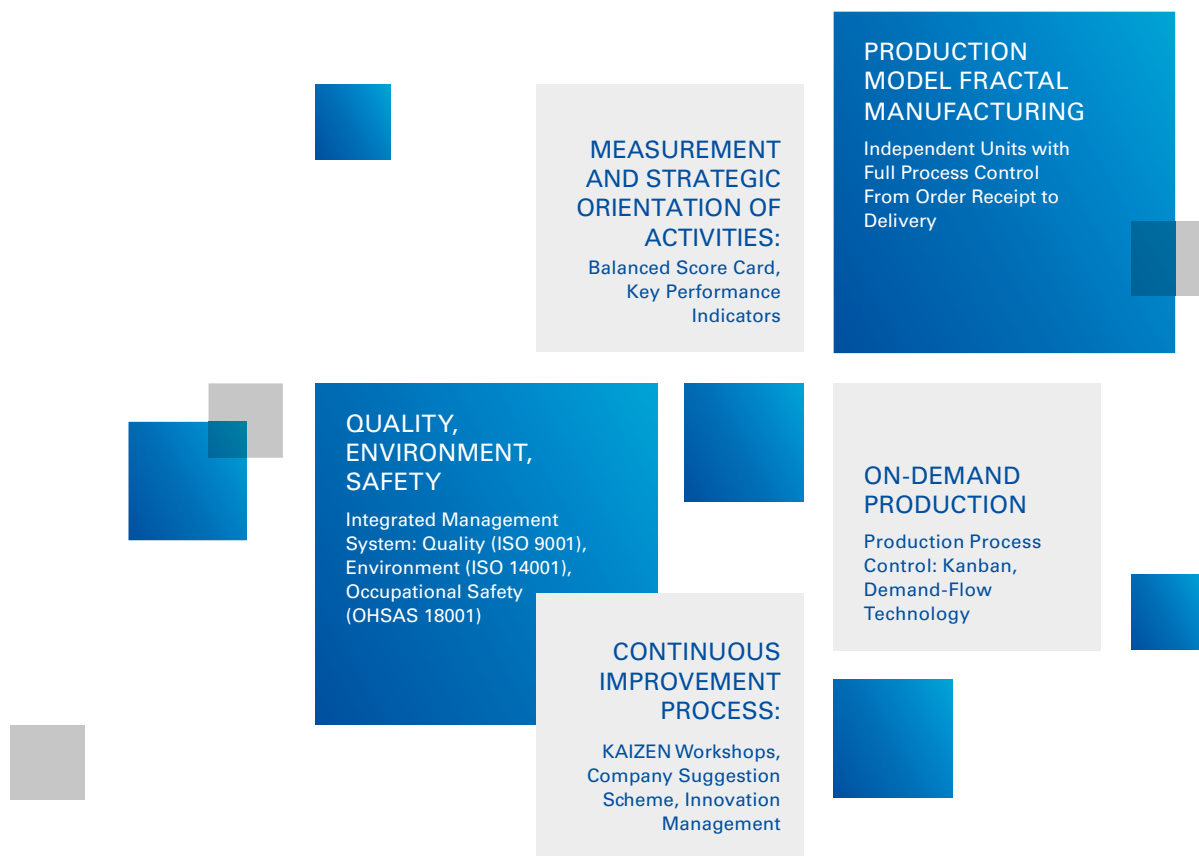 MEASUREMENT
AND STRATEGIC
ORIENTATION OF
ACTIVITIES:
Balanced Score Card,
Key Performance
Indicators
PRODUCTION
MODEL FRACTAL
MANUFACTURING
Independent Units with
Full Process Control
From Order Receipt to
Delivery
QUALITY,
ENVIRONMENT,
SAFETY
Integrated Management
System: Quality (ISO 9001),
Environment (ISO 14001),
Occupational Safety
(OHSAS 18001)
CONTINUOUS
IMPROVEMENT
PROCESS:
KAIZEN Workshops,
Company Suggestion
Scheme, Innovation
Management
ON-DEMAND
PRODUCTION
Production Process
Control: Kanban,
Demand-Flow
Technology